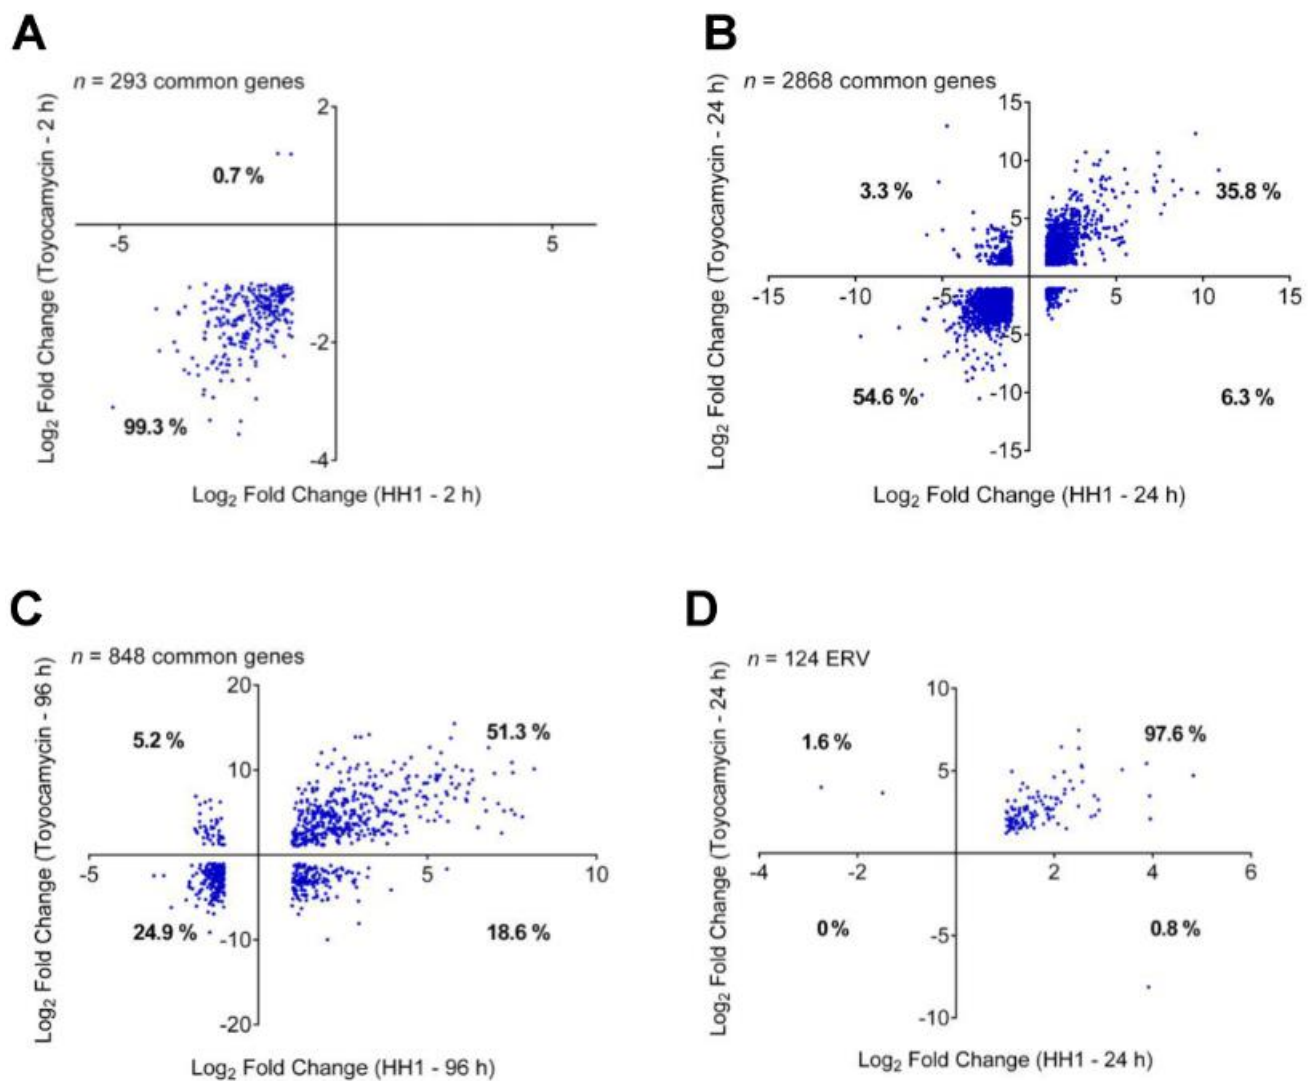 A
n = 293 common genes
Log2 Fold Change (Toyocamycin - 2 h)
2
0.7 %
-5
5
-2
99.3 %
-4
Log2 Fold Change (HH1 - 2 h)
B
n = 2868 common genes
Log2 Fold Change (Toyocamycin - 24 h)
15
10
3.3 %
35.8 %
5
-15
-10
-5
5
10
15
-5
54.6 %
-10
6.3 %
-15
Log2 Fold Change (HH1 - 24 h)
C
n = 848 common genes
Log2 Fold Change (Toyocamycin - 96 h)
20
5.2 %
51.3 %
10
-5
5
10
24.9 %
-10
18.6 %
-20
Log2 Fold Change (HH1 - 96 h)
D
n = 124 ERV
Log2 Fold Change (Toyocamycin - 24 h)
10
1.6 %
97.6 %
5
-4
-2
2
4
6
0 %
-5
0.8 %
-10
Log2 Fold Change (HH1 - 24 h)